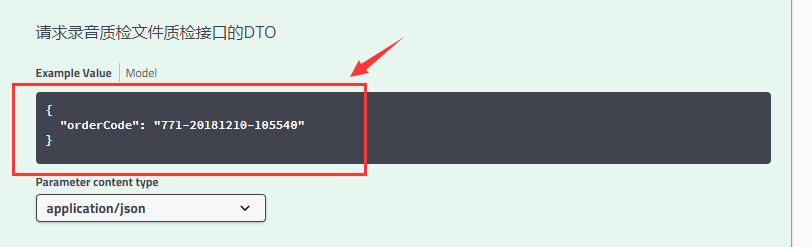 请求录音质检文件质检接口的DTO
Example Value Model
{
"orderCode": "771-20181210-105540"
}
Parameter content type
application/json